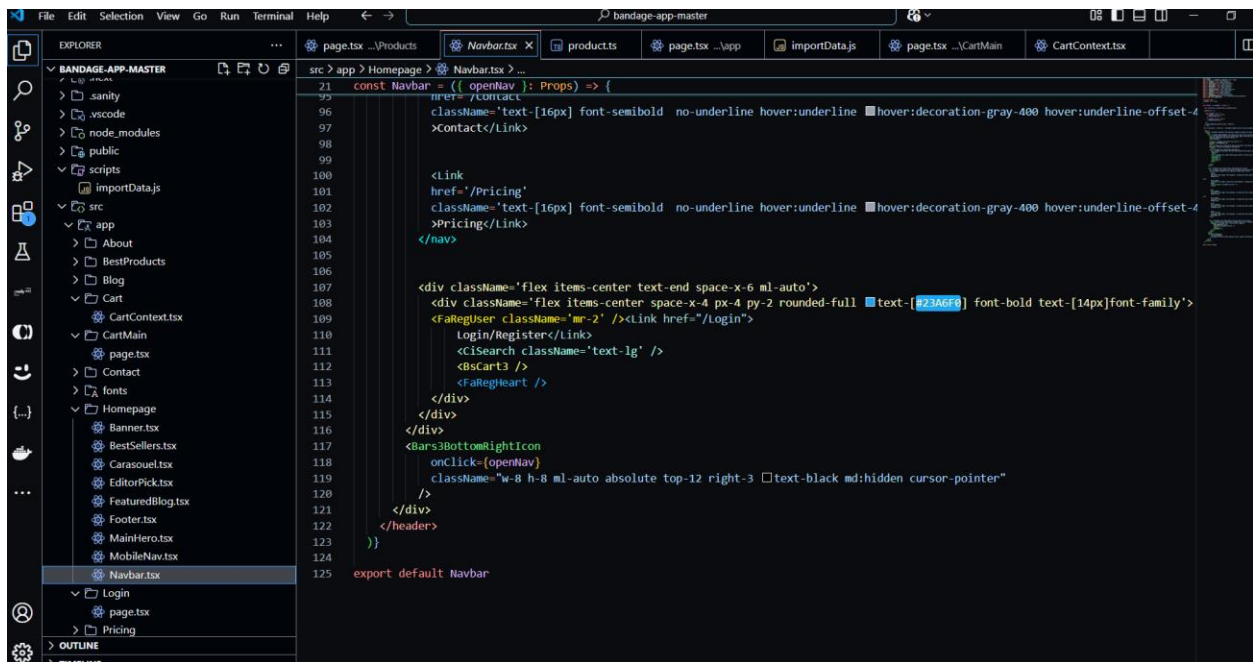 File Edit Selection View Go Run Terminal Help
bandage-app-master
EXPLORER
page.tsx ...\Products
Navbar.tsx
product.ts
page.tsx ...\app
importData.js
page.tsx ...\CartMain
CartContext.tsx
BANDAGE-APP-MASTER
.sanity
.vscode
node_modules
public
scripts
importData.js
src
app
About
BestProducts
Blog
Cart
CartContext.tsx
CartMain
page.tsx
Contact
fonts
Homepage
Banner.tsx
BestSellers.tsx
Carasouel.tsx
EditorPick.tsx
FeaturedBlog.tsx
Footer.tsx
MainHero.tsx
MobileNav.tsx
Navbar.tsx
Login
page.tsx
Pricing
OUTLINE
src > app > Homepage > Navbar.tsx > ...
21 const Navbar = ({ openNav }: Props) => {
95 href='/Contact'
96 className='text-[16px] font-semibold no-underline hover:underline hover:decoration-gray-400 hover:underline-offset-4
97 >Contact</Link>
98
99
100 <Link
101 href='/Pricing'
102 className='text-[16px] font-semibold no-underline hover:underline hover:decoration-gray-400 hover:underline-offset-4
103 >Pricing</Link>
104 </nav>
105
106
107 <div className='flex items-center text-end space-x-6 ml-auto'>
108 <div className='flex items-center space-x-4 px-4 py-2 rounded-full text-[#23A6F0] font-bold text-[14px]font-family'>
109 <FaRegUser className='mr-2' /><Link href="/Login">
110 Login/Register</Link>
111 <CiSearch className='text-lg' />
112 <BsCart3 />
113 <FaRegHeart />
114 </div>
115 </div>
116 </div>
117 <Bars3BottomRightIcon
118 onClick={openNav}
119 className="w-8 h-8 ml-auto absolute top-12 right-3 text-black md:hidden cursor-pointer"
120 />
121 </div>
122 </header>
123 )}
124
125 export default Navbar